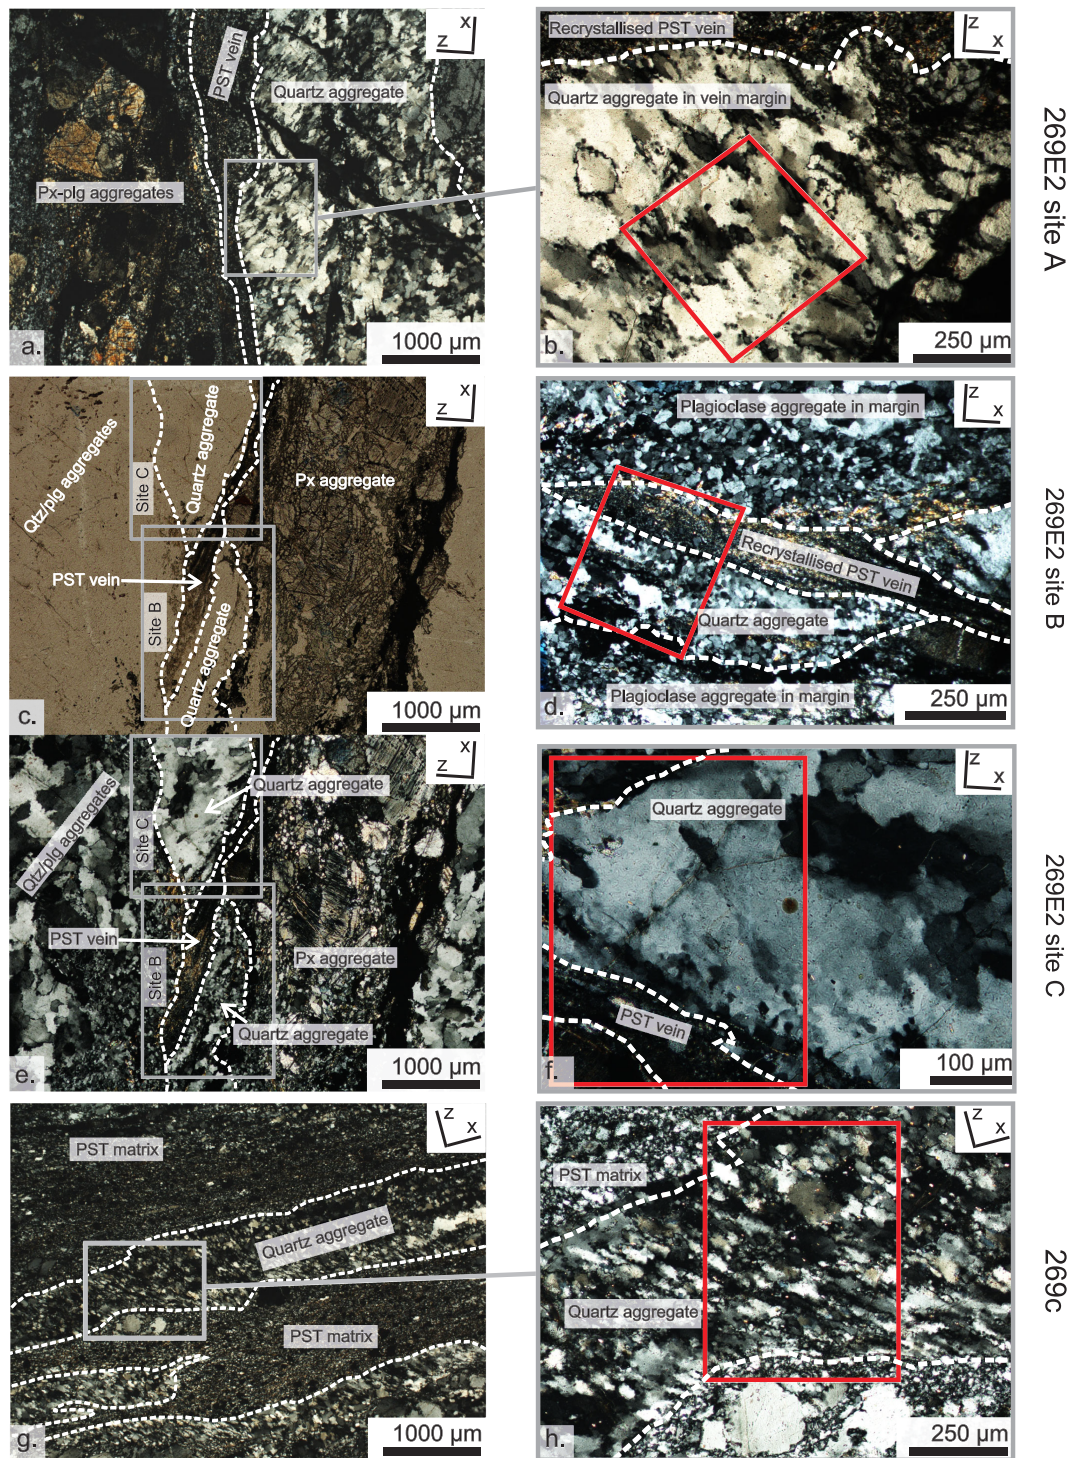 x
z
PST vein
Quartz aggregate
Px-plg aggregates
a.
1000 µm
Recrystallised PST vein
z
x
Quartz aggregate in vein margin
b.
250 µm
269E2 site A
x
z
Qtz/plg aggregates
Site C
Quartz aggregate
Px aggregate
PST vein
Site B
Quartz aggregate
c.
1000 µm
Plagioclase aggregate in margin
z
x
Recrystallised PST vein
Quartz aggregate
Plagioclase aggregate in margin
d.
250 µm
269E2 site B
x
z
Qtz/plg aggregates
Site C
Quartz aggregate
PST vein
Site B
Px aggregate
Quartz aggregate
e.
1000 µm
z
x
Quartz aggregate
PST vein
f.
100 µm
269E2 site C
z
x
PST matrix
Quartz aggregate
PST matrix
g.
1000 µm
z
x
PST matrix
Quartz aggregate
h.
250 µm
269c